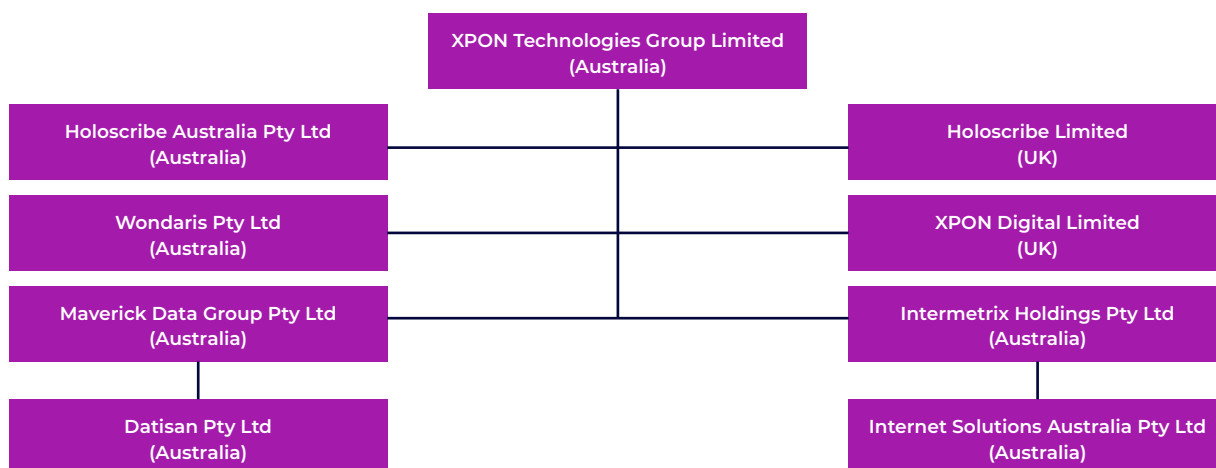 XPON Technologies Group Limited
(Australia)
Holoscribe Australia Pty Ltd
(Australia)
Holoscribe Limited
(UK)
Wondaris Pty Ltd
(Australia)
XPON Digital Limited
(UK)
Maverick Data Group Pty Ltd
(Australia)
Intermetrix Holdings Pty Ltd
(Australia)
Datisan Pty Ltd
(Australia)
Internet Solutions Australia Pty Ltd
(Australia)